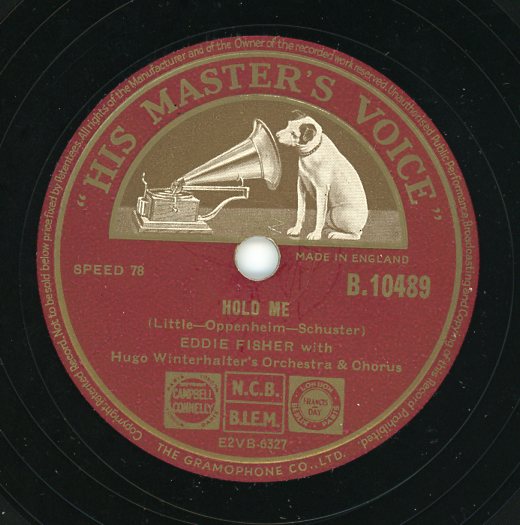 All rights of the Manufacturer and of the Owner of the recorded work reserved. Unauthorised Public Performance, Broadcasting and Copying of this Record Prohibited.
Copyright Patented Record. Not to be sold below price fixed by Patentees.
"HIS MASTER'S VOICE"
MADE IN ENGLAND
SPEED 78
B.10489
HOLD ME
(Little—Oppenheim—Schuster)
EDDIE FISHER with
Hugo Winterhalter's Orchestra & Chorus
CAMPBELL
CONNELLY
N.C.B.
B.I.E.M.
LONDON
FRANCIS
DAY
BERLIN
PARIS
E2VB-6327
THE GRAMOPHONE CO., LTD.